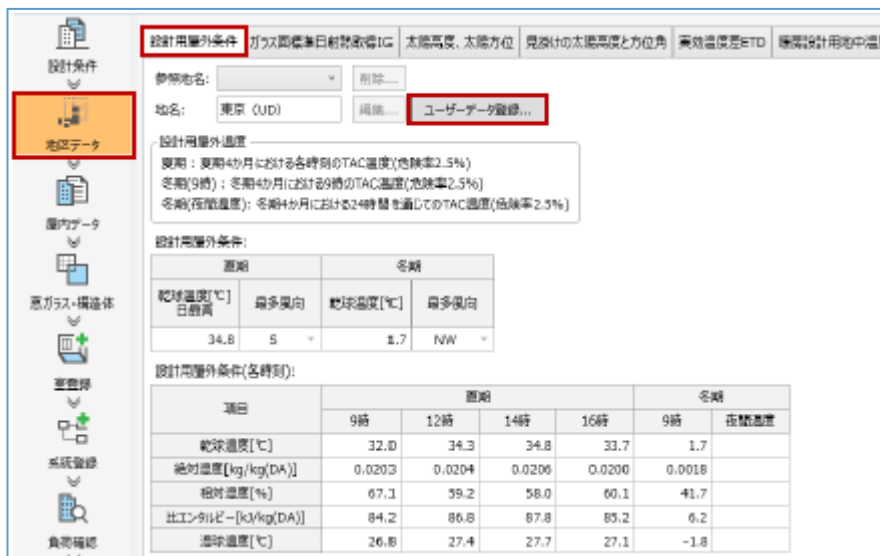 設計条件
地区データ
屋内データ
窓ガラス・構造体
室登録
系統登録
負荷確認
設計用屋外条件 ガラス面標準日射熱取得IG 太陽高度、太陽方位 見掛けの太陽高度と方位角 実効温度差ETD 暖房設計用地中温
参照地名: 削除...
地名: 東京 (UD) 編集... ユーザーデータ登録...
設計用屋外温度
夏期 : 夏期4か月における各時刻のTAC温度(危険率2.5%)
冬期(9時) : 冬期4か月における9時のTAC温度(危険率2.5%)
冬期(夜間温度): 冬期4か月における24時間を通じてのTAC温度(危険率2.5%)
設計用屋外条件:
夏期 冬期
乾球温度[℃] 日最高 最多風向 乾球温度[℃] 最多風向
34.8 S 1.7 NW
設計用屋外条件(各時刻):
項目 夏期 冬期
9時 12時 14時 16時 9時 夜間温度
乾球温度[℃] 32.0 34.3 34.8 33.7 1.7
絶対湿度[kg/kg(DA)] 0.0203 0.0204 0.0206 0.0200 0.0018
相対湿度[%] 67.1 59.2 58.0 60.1 41.7
比エンタルピー[kJ/kg(DA)] 84.2 86.8 87.8 85.2 6.2
湿球温度[℃] 26.8 27.4 27.7 27.1 -1.8